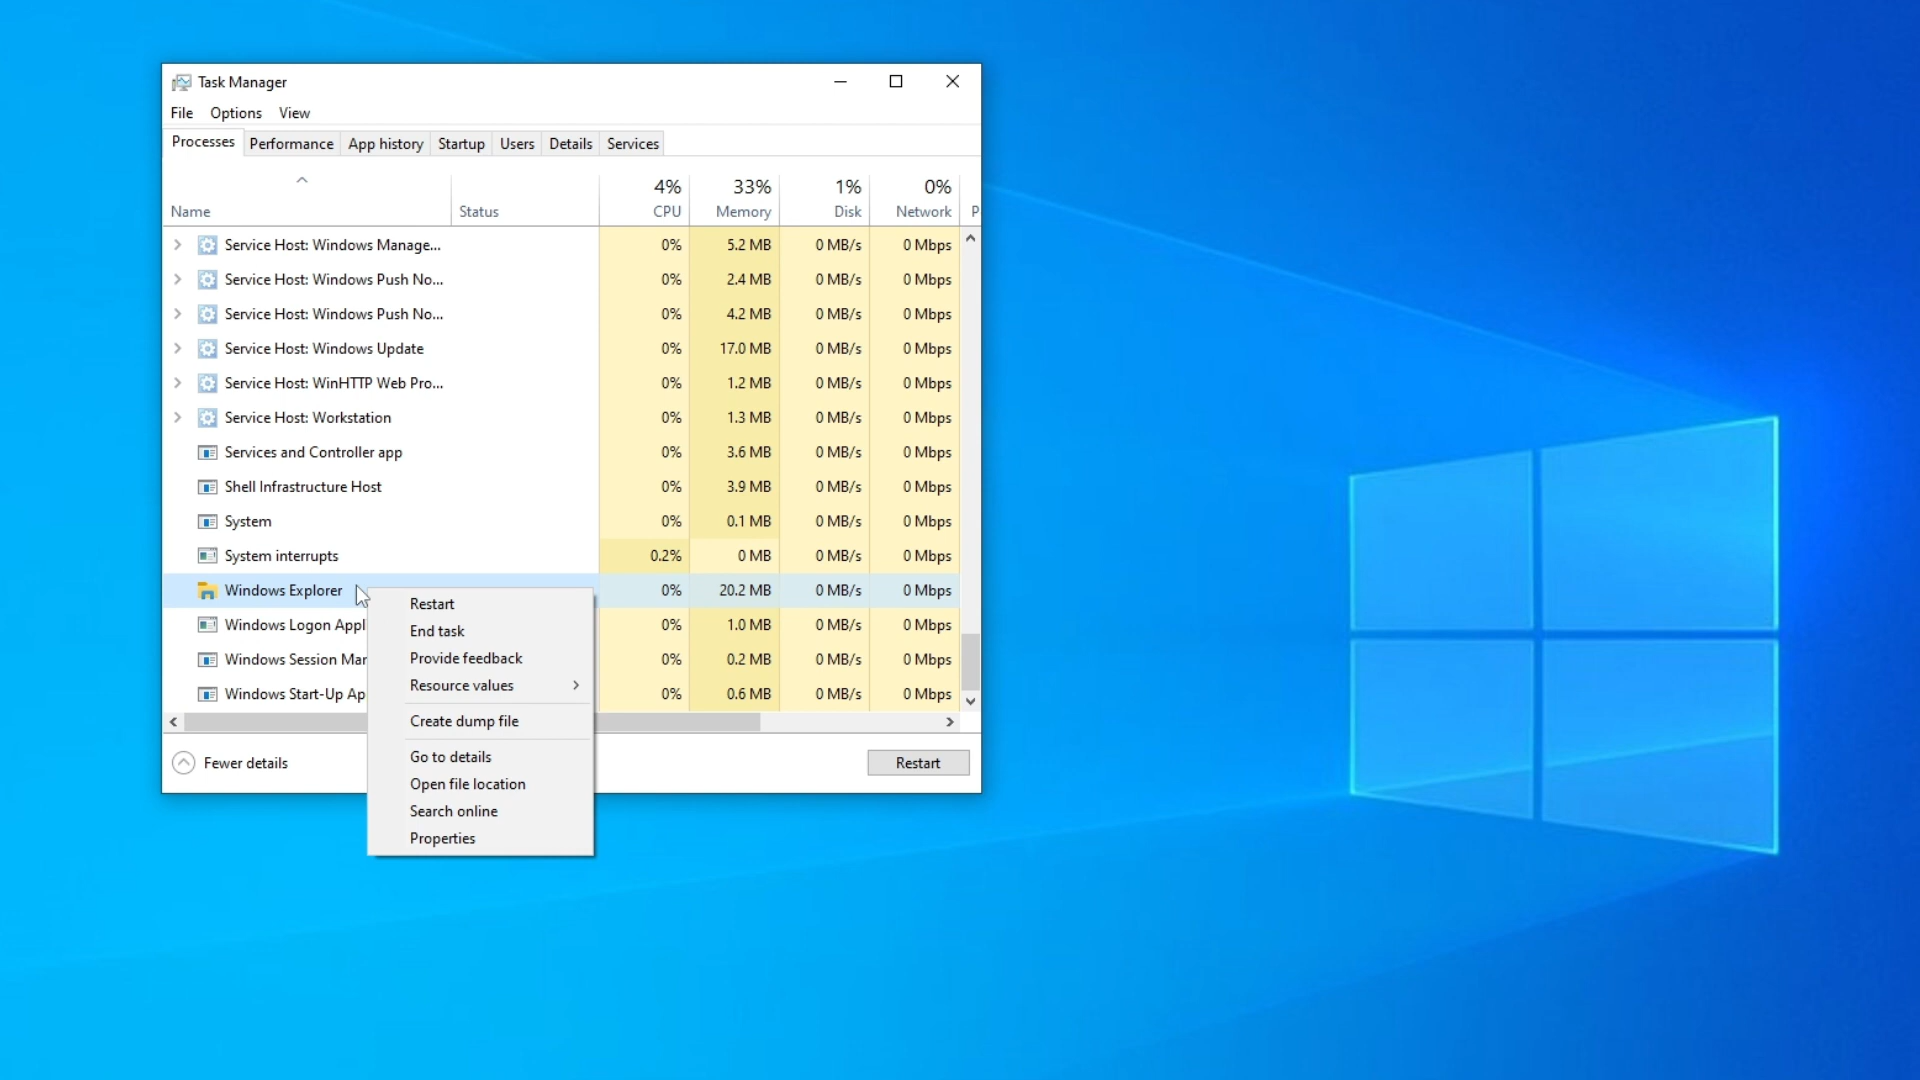 Task Manager
File Options View
Processes Performance App history Startup Users Details Services
4% 33% 1% 0%
Name Status CPU Memory Disk Network P
Service Host: Windows Manage... 0% 5.2 MB 0 MB/s 0 Mbps
Service Host: Windows Push No... 0% 2.4 MB 0 MB/s 0 Mbps
Service Host: Windows Push No... 0% 4.2 MB 0 MB/s 0 Mbps
Service Host: Windows Update 0% 17.0 MB 0 MB/s 0 Mbps
Service Host: WinHTTP Web Pro... 0% 1.2 MB 0 MB/s 0 Mbps
Service Host: Workstation 0% 1.3 MB 0 MB/s 0 Mbps
Services and Controller app 0% 3.6 MB 0 MB/s 0 Mbps
Shell Infrastructure Host 0% 3.9 MB 0 MB/s 0 Mbps
System 0% 0.1 MB 0 MB/s 0 Mbps
System interrupts 0.2% 0 MB 0 MB/s 0 Mbps
Windows Explorer 0% 20.2 MB 0 MB/s 0 Mbps
Windows Logon Appl 0% 1.0 MB 0 MB/s 0 Mbps
Windows Session Mar 0% 0.2 MB 0 MB/s 0 Mbps
Windows Start-Up Ap 0% 0.6 MB 0 MB/s 0 Mbps
Restart
End task
Provide feedback
Resource values
Create dump file
Go to details
Open file location
Search online
Properties
Fewer details Restart